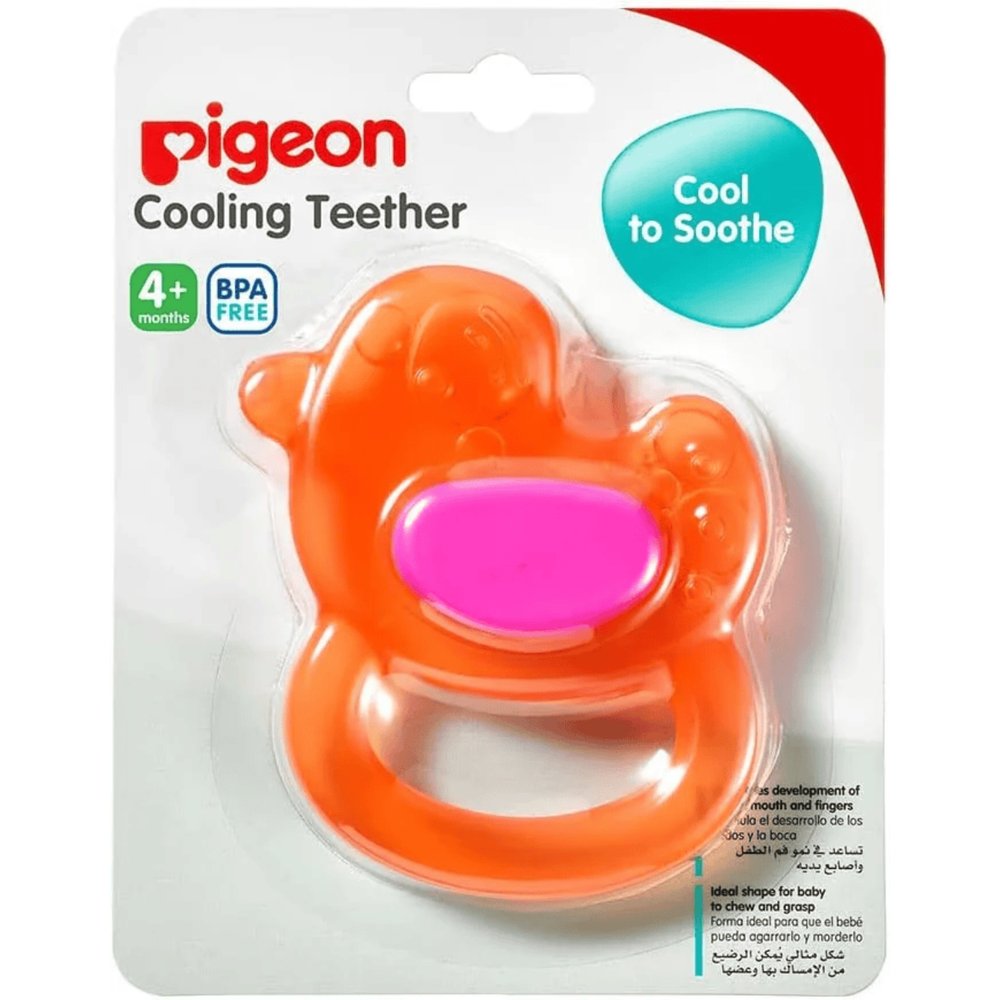 pigeon
Cooling Teether
4+
months
BPA
FREE
Cool
to Soothe
development of
mouth and fingers
el desarrollo de los
y la boca
تساعد في نمو فم الطفل
وأصابع يديه
Ideal shape for baby
to chew and grasp
Forma ideal para que el bebé
pueda agarrarlo y morderlo
شكل مثالي يُمكن الرضيع
من الإمساك بها وعضها